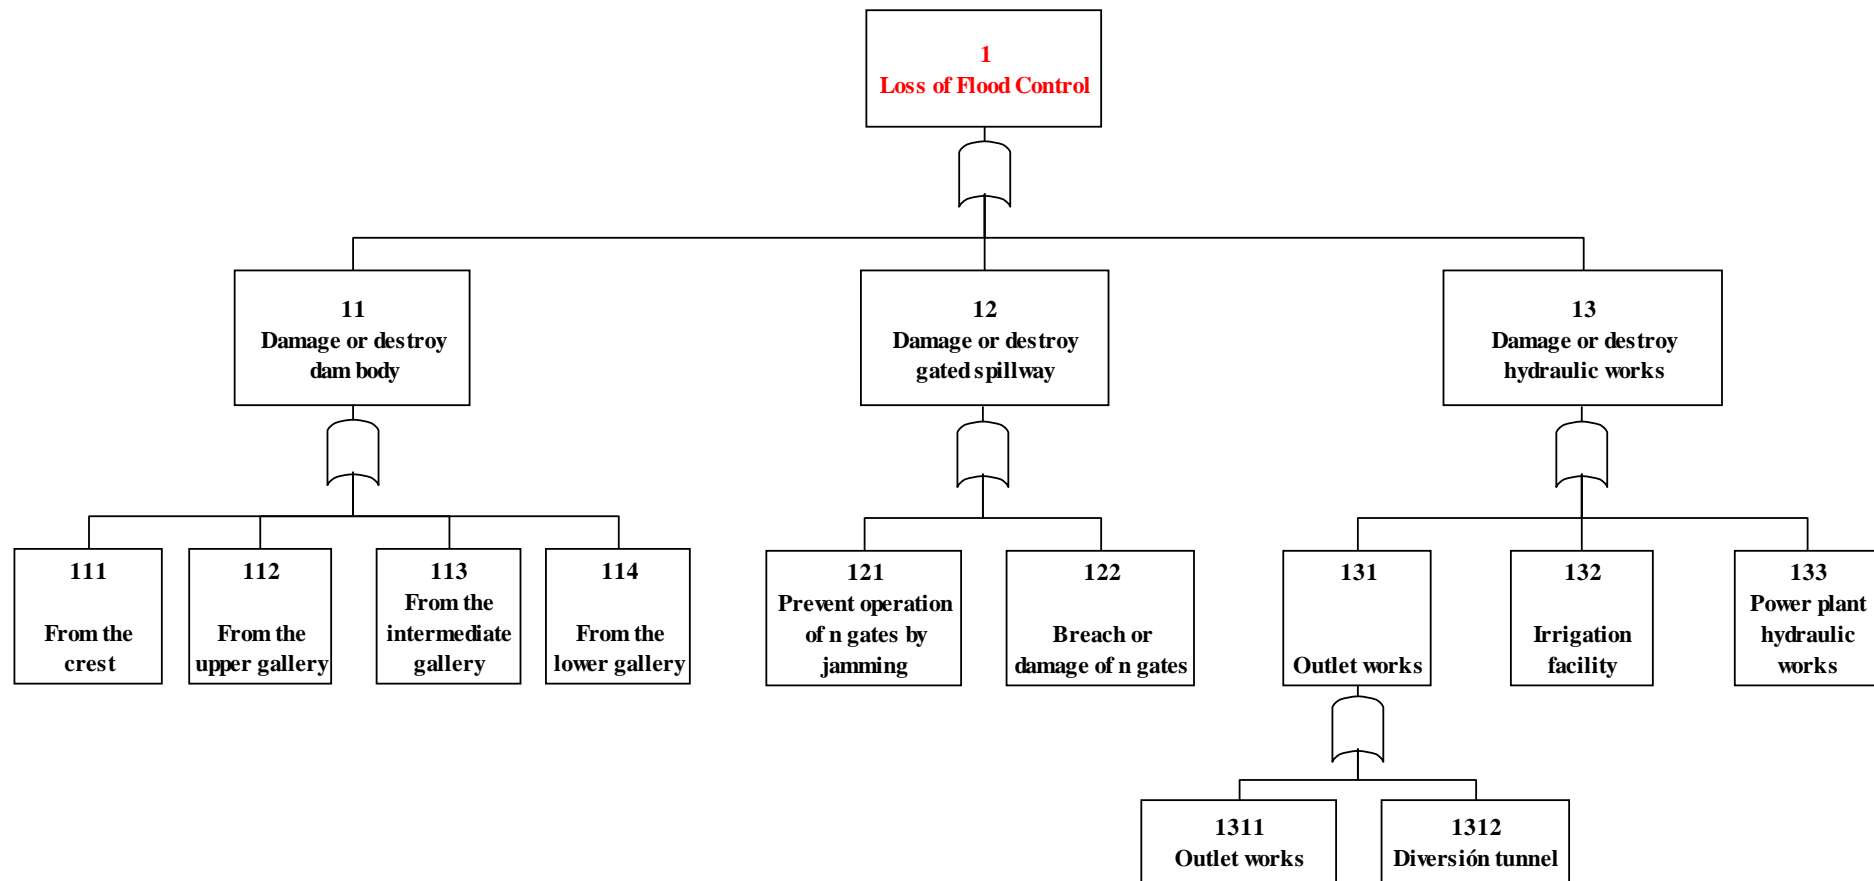 1
Loss of Flood Control
11
Damage or destroy
dam body
12
Damage or destroy
gated spillway
13
Damage or destroy
hydraulic works
111
From the
crest
112
From the
upper gallery
113
From the
intermediate
gallery
114
From the
lower gallery
121
Prevent operation
of n gates by
jamming
122
Breach or
damage of n gates
131
Outlet works
132
Irrigation
facility
133
Power plant
hydraulic
works
1311
Outlet works
1312
Diversión tunnel